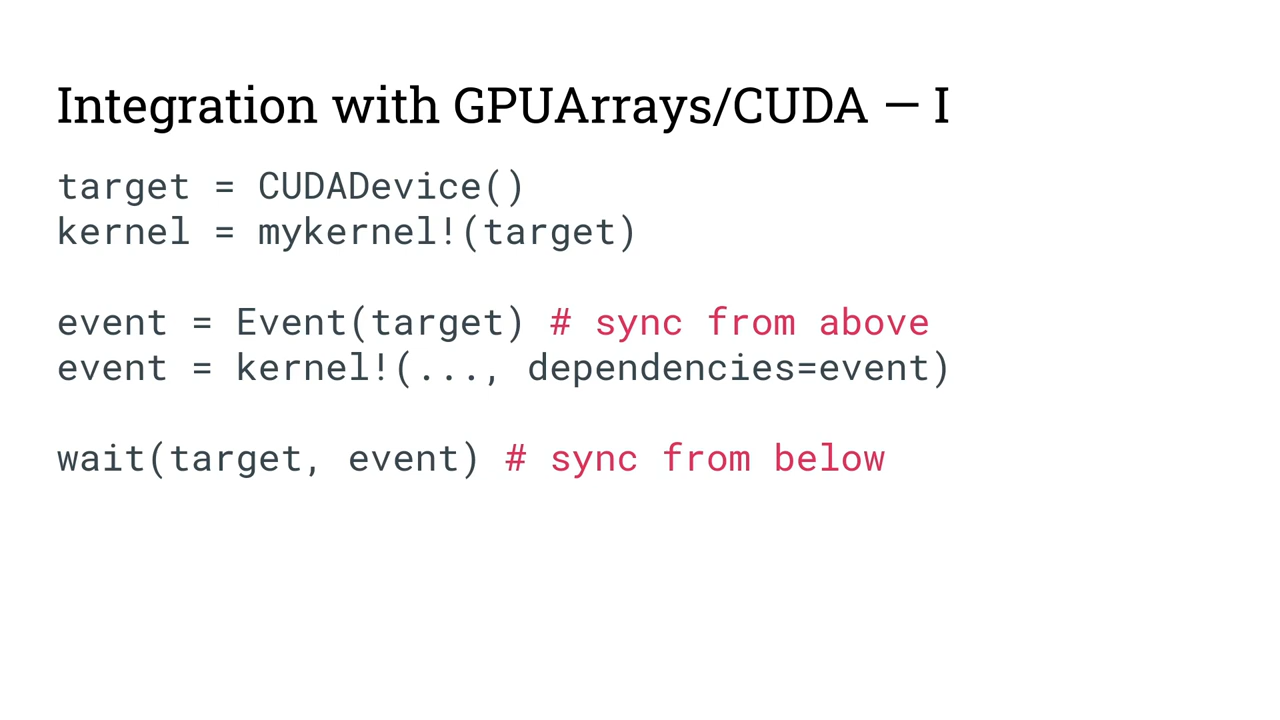 Integration with GPUArrays/CUDA — I
target = CUDADevice()
kernel = mykernel!(target)
event = Event(target) # sync from above
event = kernel!(..., dependencies=event)
wait(target, event) # sync from below